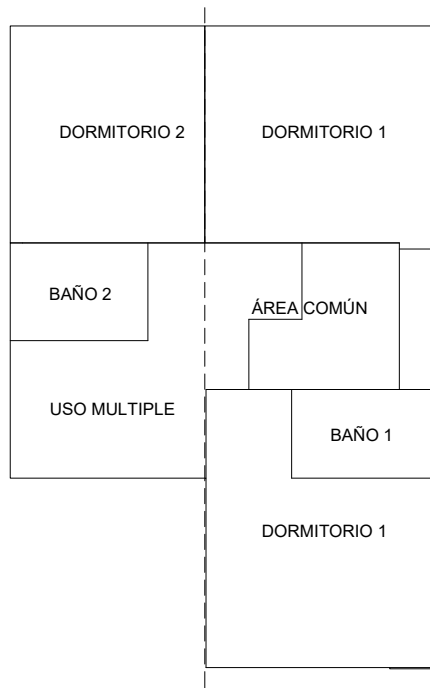 DORMITORIO 2
DORMITORIO 1
BAÑO 2
ÁREA COMÚN
USO MULTIPLE
BAÑO 1
DORMITORIO 1